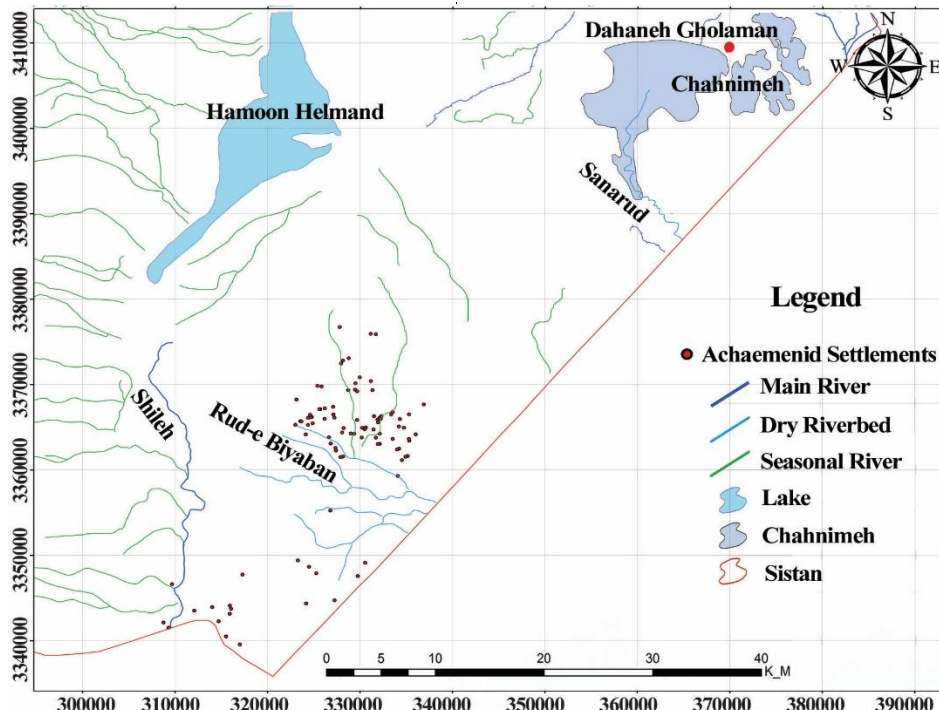 Dahaneh Gholaman
N
W
E
S
Chahnimeh
Hamoon Helmand
Sanarud
Legend
Achaemenid Settlements
Main River
Dry Riverbed
Seasonal River
Lake
Chahnimeh
Sistan
Shileh
Rud-e Biyaban
3410000
3400000
3390000
3380000
3370000
3360000
3350000
3340000
0 5 10 20 30 40
K_M
300000 310000 320000 330000 340000 350000 360000 370000 380000 390000